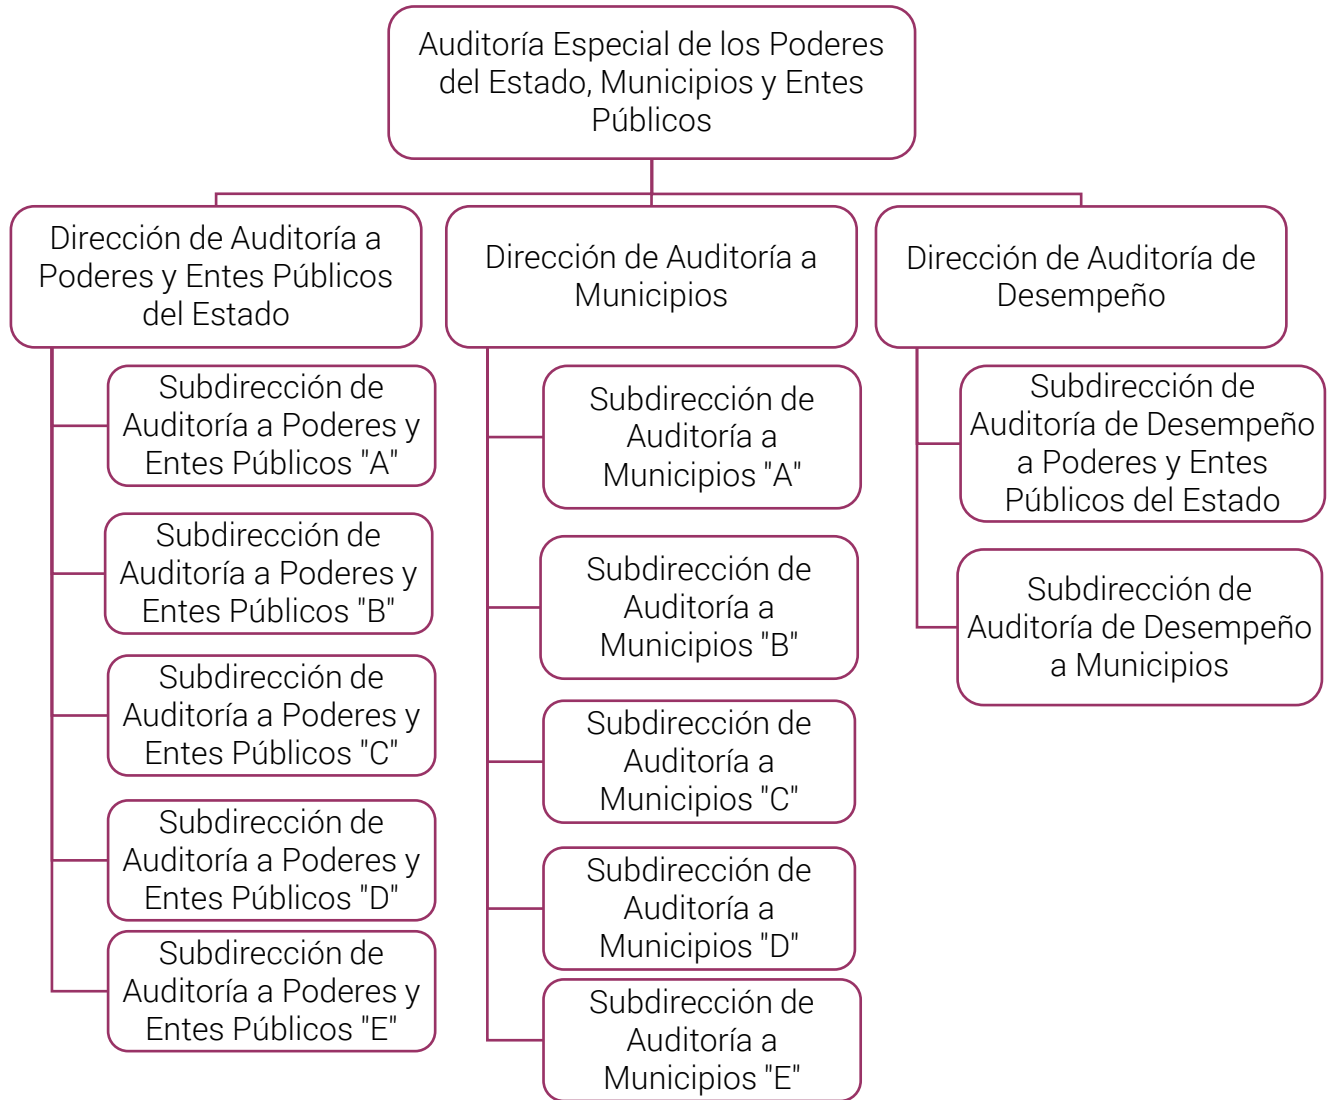 Auditoría Especial de los Poderes
del Estado, Municipios y Entes
Públicos
Dirección de Auditoría a
Poderes y Entes Públicos
del Estado
Subdirección de
Auditoría a Poderes y
Entes Públicos "A"
Subdirección de
Auditoría a Poderes y
Entes Públicos "B"
Subdirección de
Auditoría a Poderes y
Entes Públicos "C"
Subdirección de
Auditoría a Poderes y
Entes Públicos "D"
Subdirección de
Auditoría a Poderes y
Entes Públicos "E"
Dirección de Auditoría a
Municipios
Subdirección de
Auditoría a
Municipios "A"
Subdirección de
Auditoría a
Municipios "B"
Subdirección de
Auditoría a
Municipios "C"
Subdirección de
Auditoría a
Municipios "D"
Subdirección de
Auditoría a
Municipios "E"
Dirección de Auditoría de
Desempeño
Subdirección de
Auditoría de Desempeño
a Poderes y Entes
Públicos del Estado
Subdirección de
Auditoría de Desempeño
a Municipios